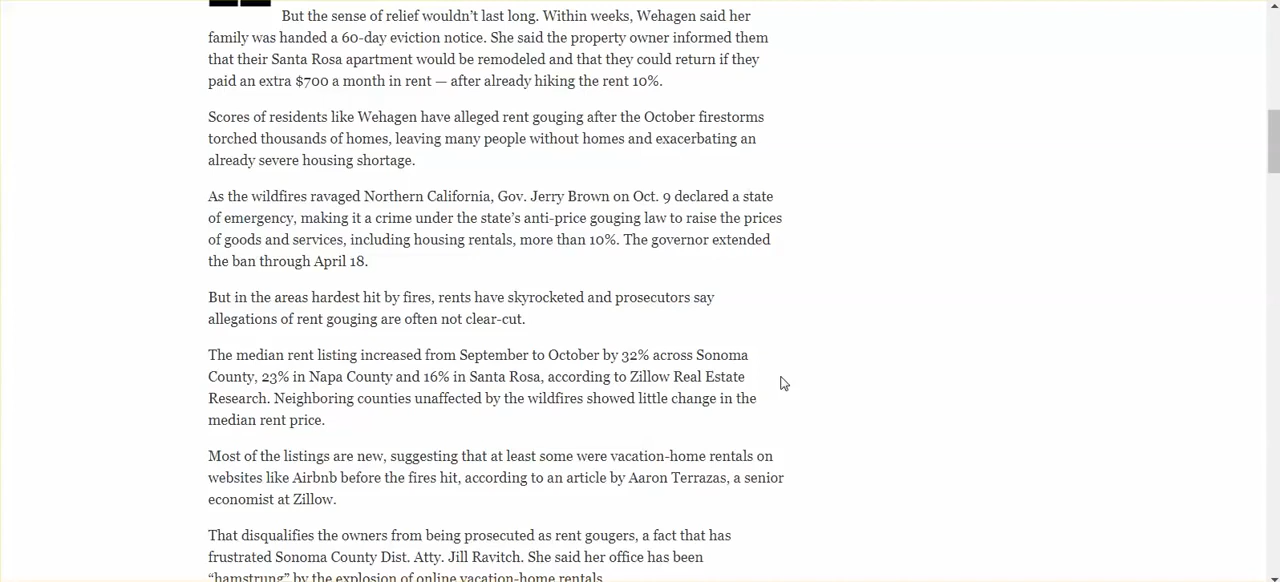 But the sense of relief wouldn’t last long. Within weeks, Wehagen said her
family was handed a 60-day eviction notice. She said the property owner informed them
that their Santa Rosa apartment would be remodeled and that they could return if they
paid an extra $700 a month in rent — after already hiking the rent 10%.
Scores of residents like Wehagen have alleged rent gouging after the October firestorms
torched thousands of homes, leaving many people without homes and exacerbating an
already severe housing shortage.
As the wildfires ravaged Northern California, Gov. Jerry Brown on Oct. 9 declared a state
of emergency, making it a crime under the state’s anti-price gouging law to raise the prices
of goods and services, including housing rentals, more than 10%. The governor extended
the ban through April 18.
But in the areas hardest hit by fires, rents have skyrocketed and prosecutors say
allegations of rent gouging are often not clear-cut.
The median rent listing increased from September to October by 32% across Sonoma
County, 23% in Napa County and 16% in Santa Rosa, according to Zillow Real Estate
Research. Neighboring counties unaffected by the wildfires showed little change in the
median rent price.
Most of the listings are new, suggesting that at least some were vacation-home rentals on
websites like Airbnb before the fires hit, according to an article by Aaron Terrazas, a senior
economist at Zillow.
That disqualifies the owners from being prosecuted as rent gougers, a fact that has
frustrated Sonoma County Dist. Atty. Jill Ravitch. She said her office has been
“hamstrung” by the explosion of online vacation-home rentals.